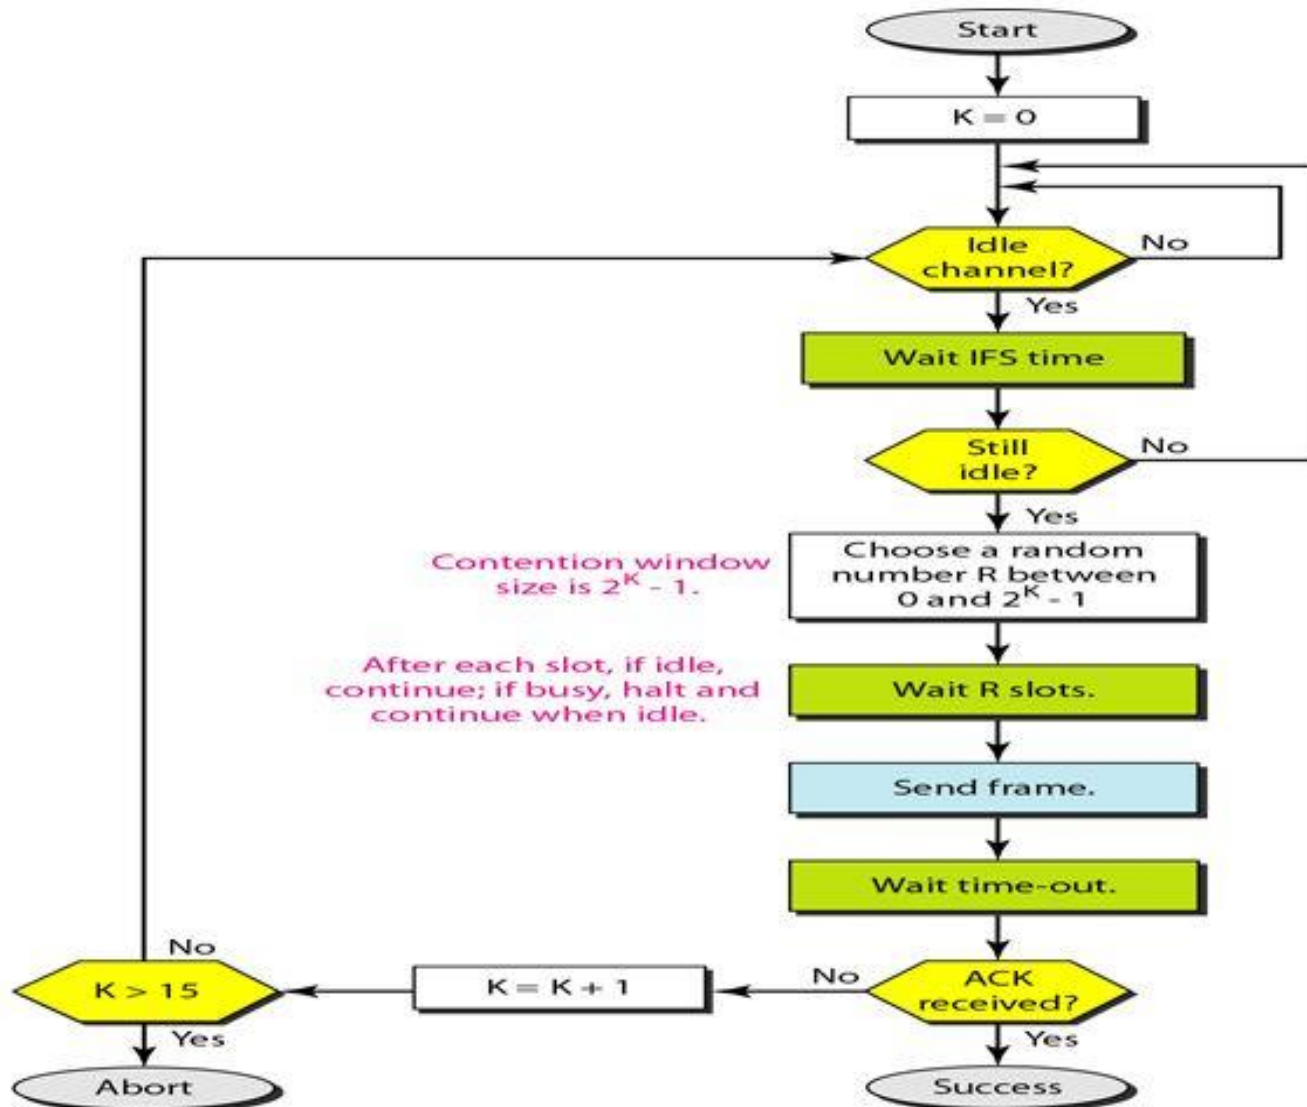 Start
K = 0
Idle
channel?
No
Yes
Wait IFS time
Still
idle?
No
Yes
Contention window
size is 2^K - 1.
Choose a random
number R between
0 and 2^K - 1
After each slot, if idle,
continue; if busy, halt and
continue when idle.
Wait R slots.
Send frame.
Wait time-out.
ACK
received?
No
Yes
K = K + 1
K > 15
No
Yes
Abort
Success